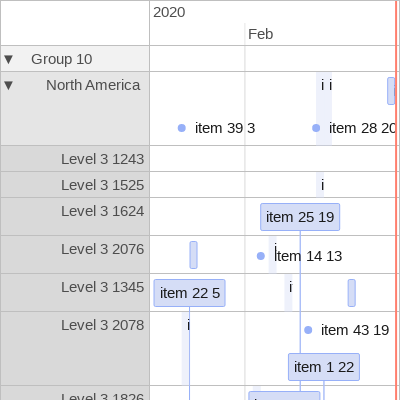 2020
Feb
▼ Group 10
▼ North America
i i
item 39 3
item 28 20
Level 3 1243
Level 3 1525
i
Level 3 1624
item 25 19
Level 3 2076
i
item 14 13
Level 3 1345
item 22 5
i
Level 3 2078
i
item 43 19
item 1 22
Level 3 1826